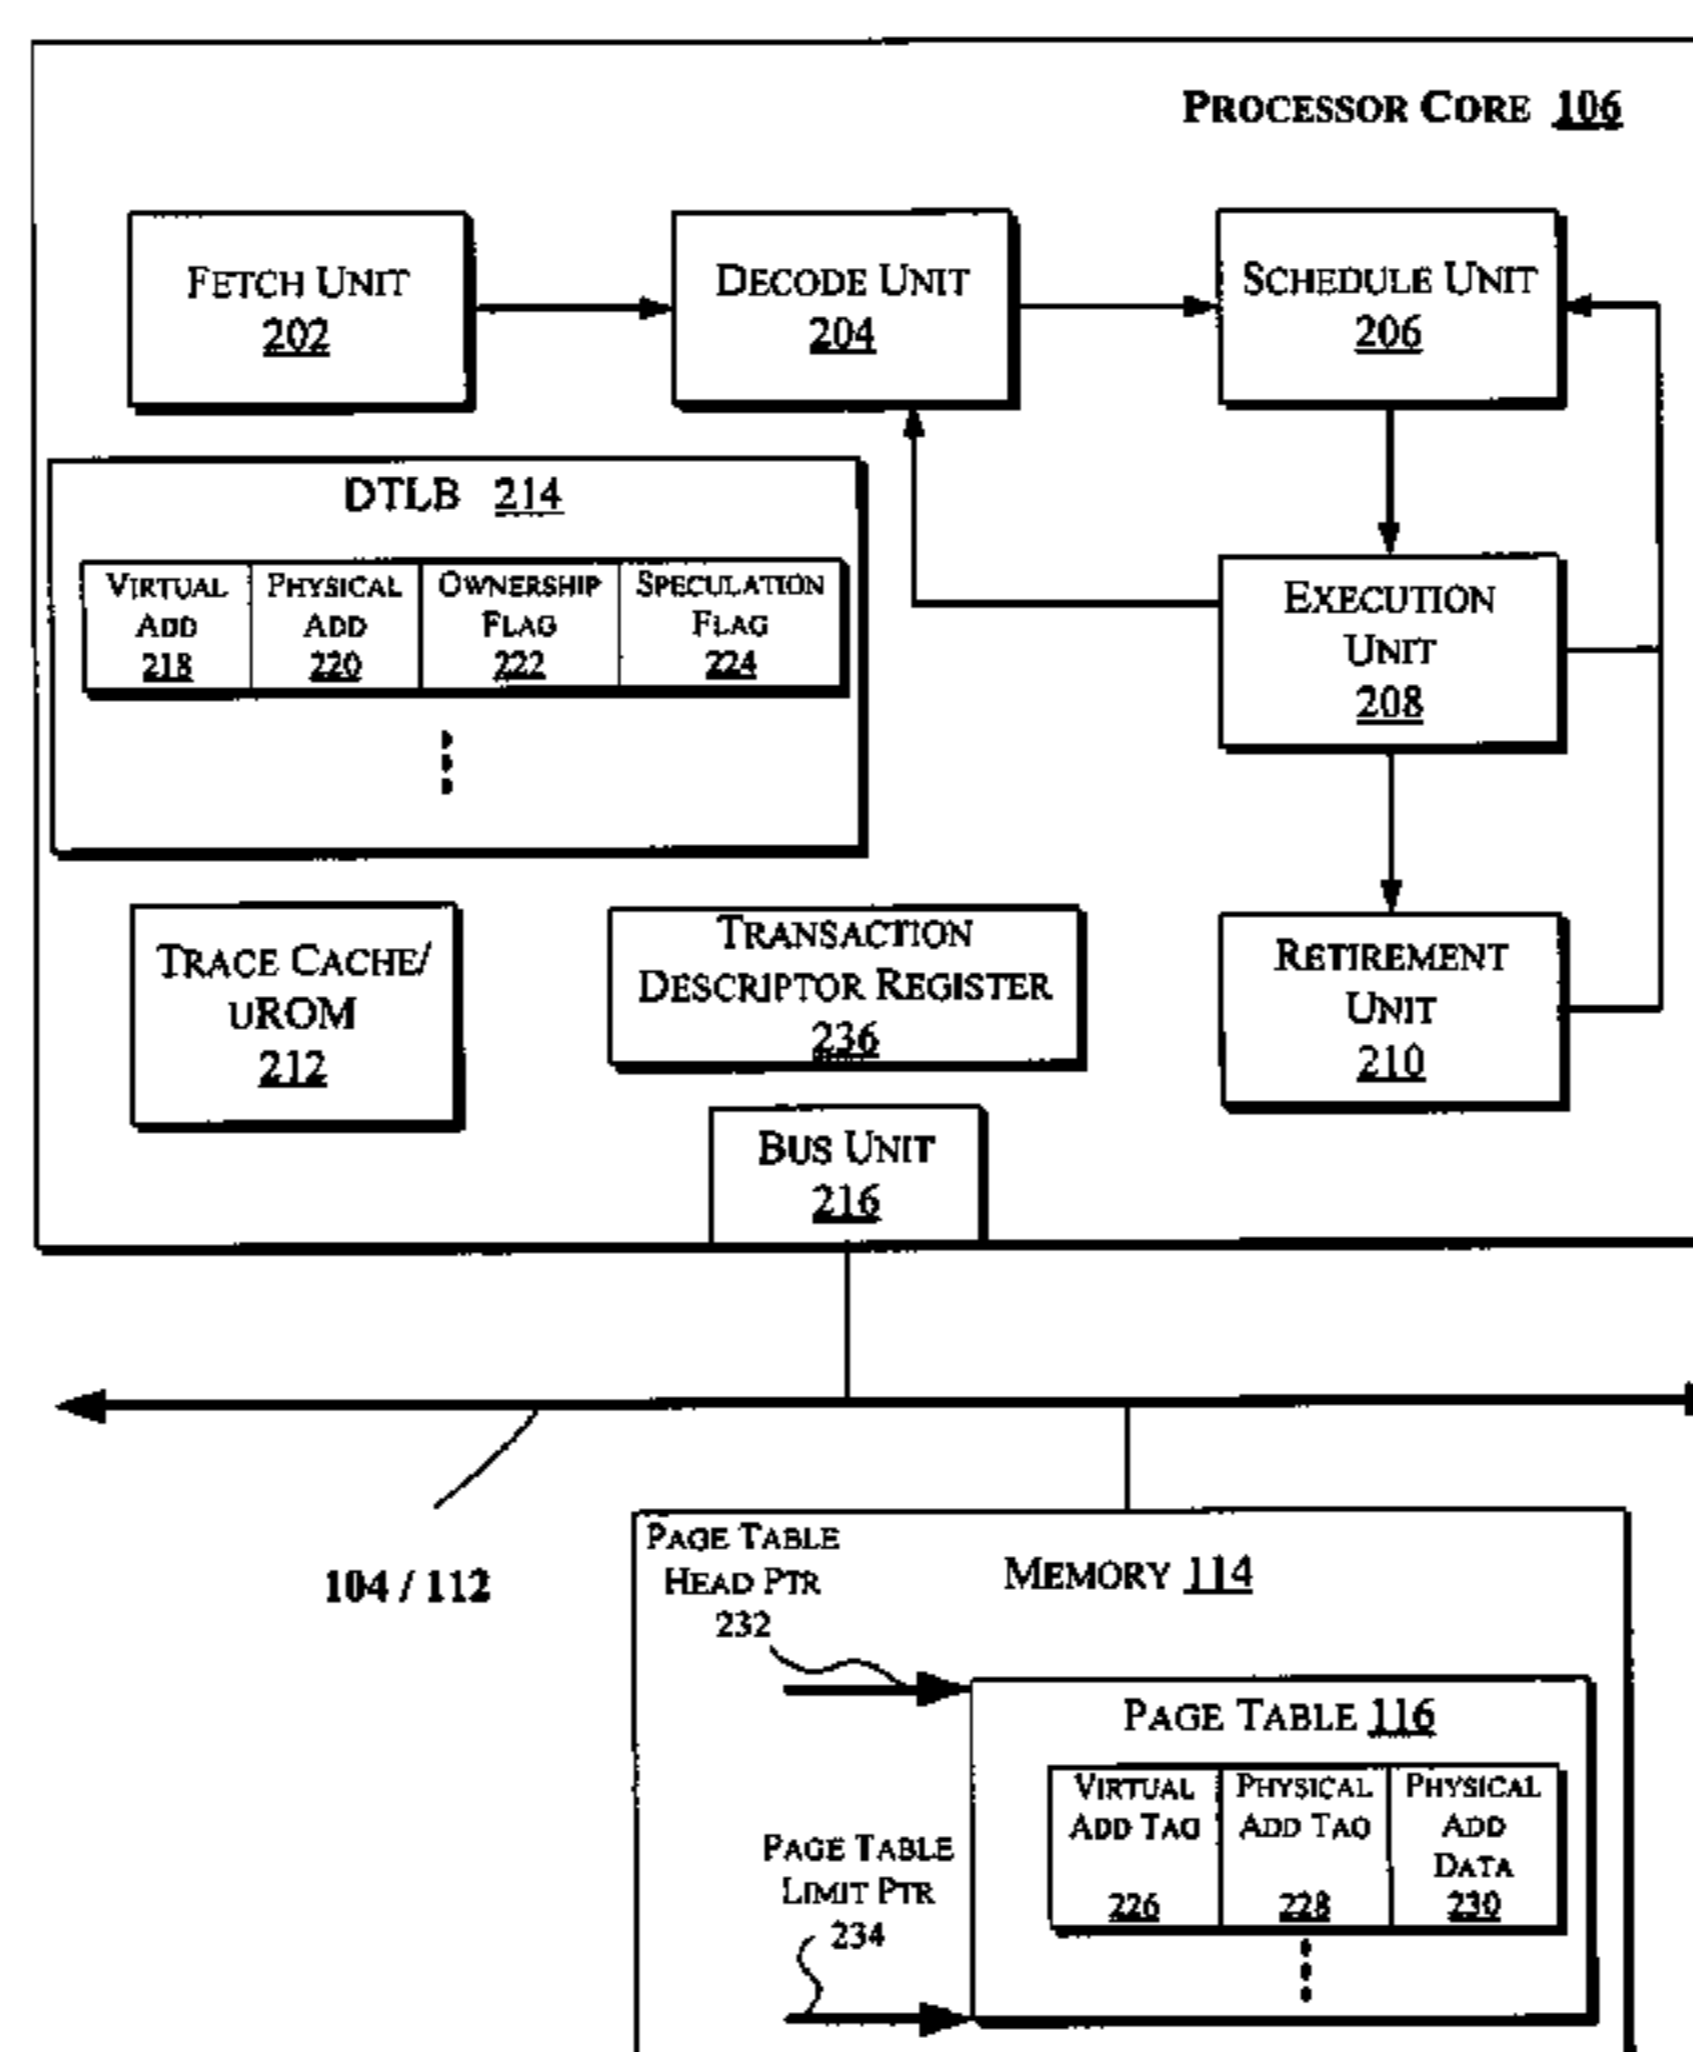 PROCESSOR CORE 106
FETCH UNIT
202
DECODE UNIT
204
SCHEDULE UNIT
206
DTLB 214
VIRTUAL
ADD
218
PHYSICAL
ADD
220
OWNERSHIP
FLAG
222
SPECULATION
FLAG
224
EXECUTION
UNIT
208
TRACE CACHE/
UROM
212
TRANSACTION
DESCRIPTOR REGISTER
236
RETIREMENT
UNIT
210
BUS UNIT
216
104 / 112
MEMORY 114
PAGE TABLE
HEAD PTR
232
PAGE TABLE 116
VIRTUAL
ADD TAG
226
PHYSICAL
ADD TAG
228
PHYSICAL
ADD
DATA
230
PAGE TABLE
LIMIT PTR
234